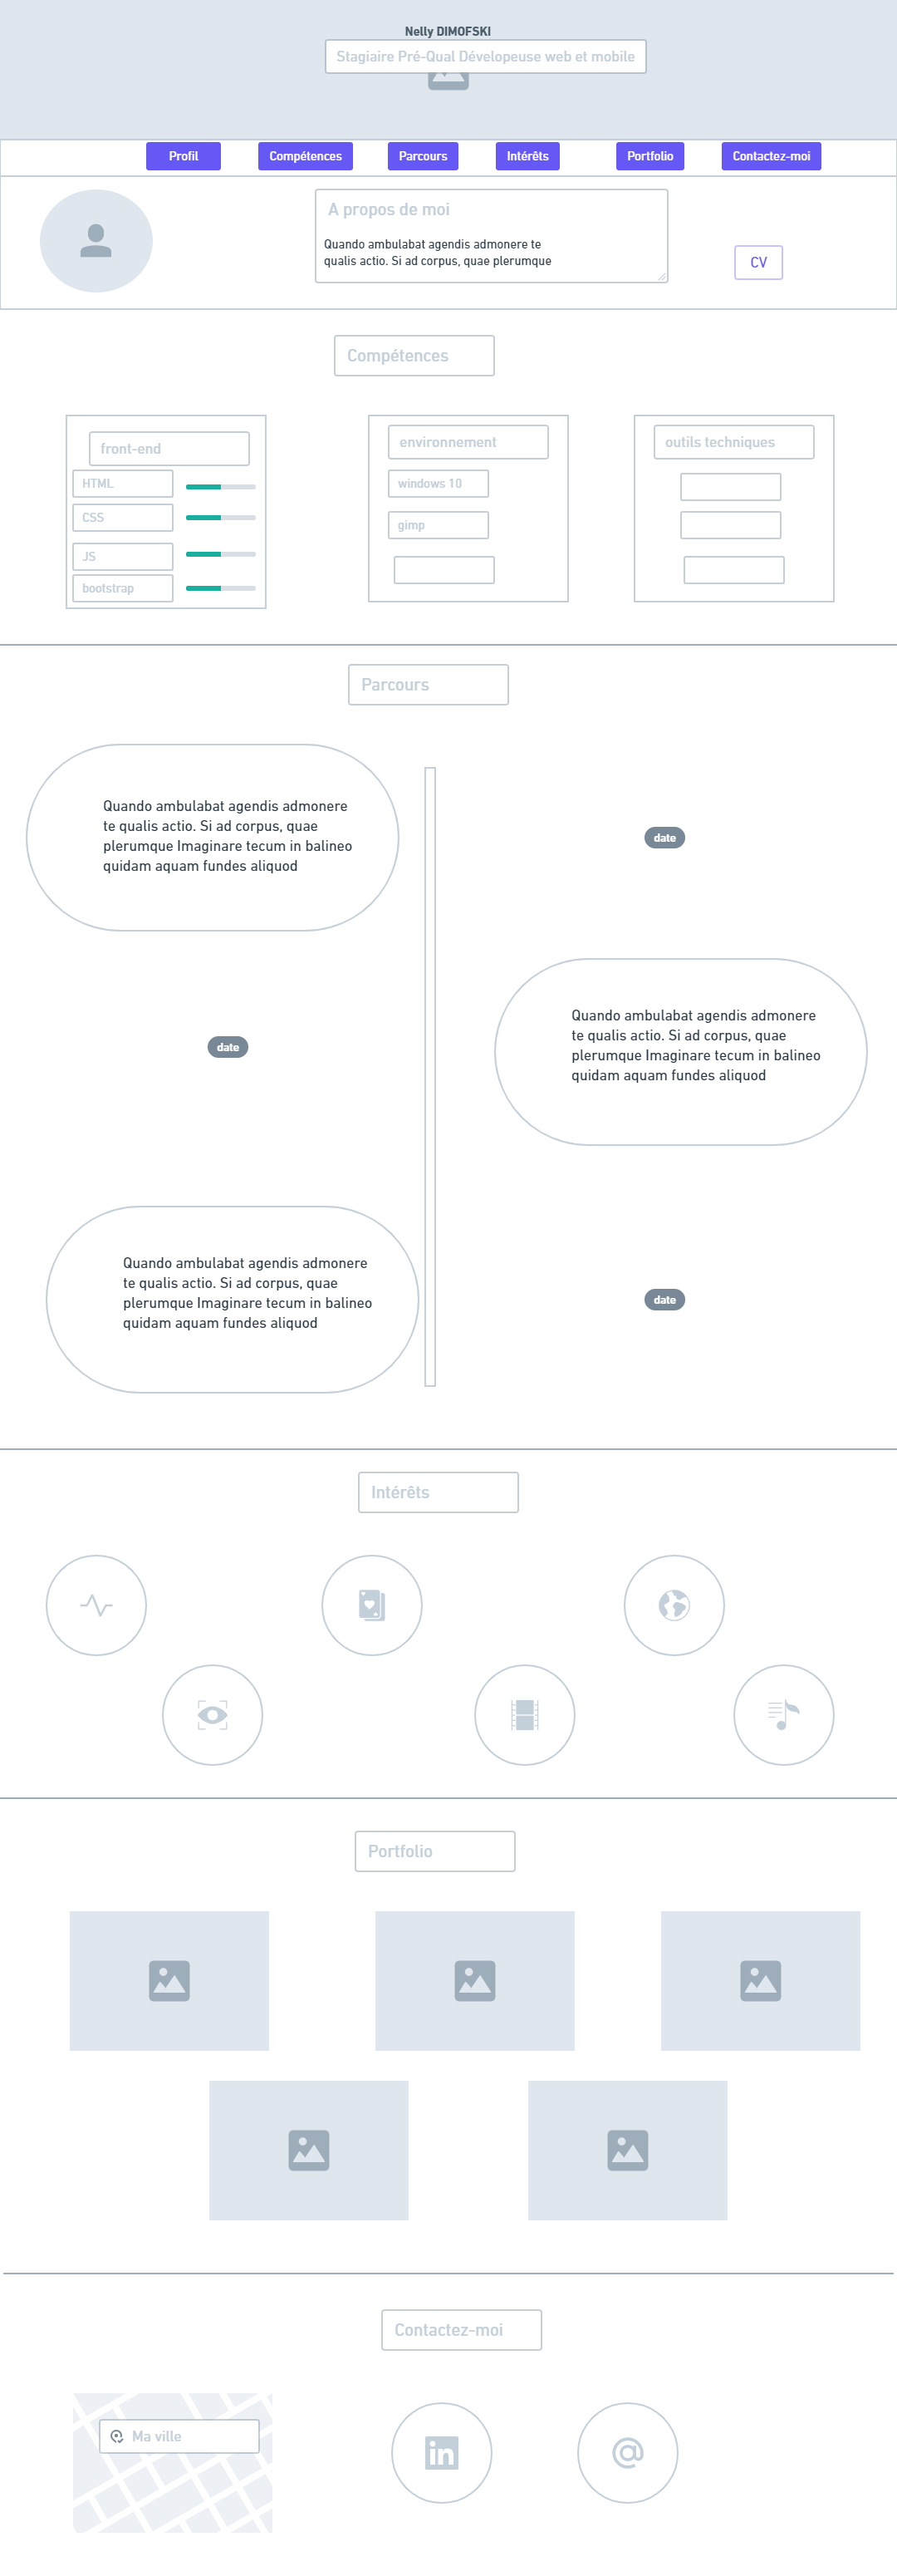 Nelly DIMOFSKI
Stagiaire Pré-Qual Dévelopeuse web et mobile
Profil
Compétences
Parcours
Intérêts
Portfolio
Contactez-moi
A propos de moi
Quando ambulabat agendis admonere te
qualis actio. Si ad corpus, quae plerumque
CV
Compétences
front-end
HTML
CSS
JS
bootstrap
environnement
windows 10
gimp
outils techniques
Parcours
Quando ambulabat agendis admonere
te qualis actio. Si ad corpus, quae
plerumque Imaginare tecum in balineo
quidam aquam fundes aliquod
date
date
Quando ambulabat agendis admonere
te qualis actio. Si ad corpus, quae
plerumque Imaginare tecum in balineo
quidam aquam fundes aliquod
Quando ambulabat agendis admonere
te qualis actio. Si ad corpus, quae
plerumque Imaginare tecum in balineo
quidam aquam fundes aliquod
date
Intérêts
Portfolio
Contactez-moi
Ma ville
in
@